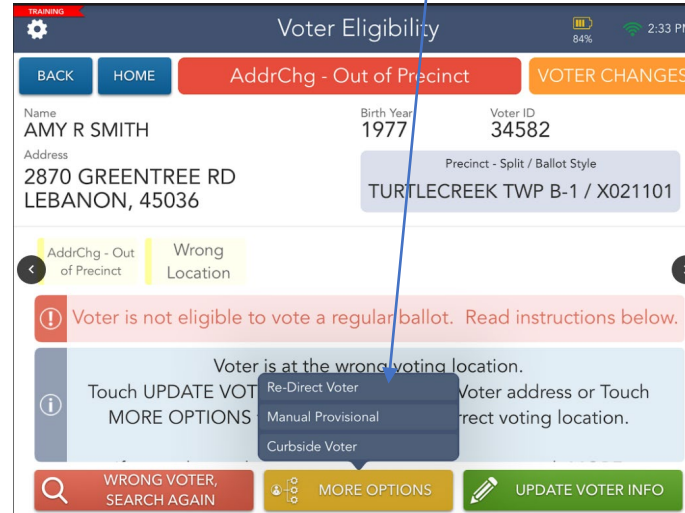 TRAINING
Voter Eligibility
84%
2:33 PM
BACK
HOME
AddrChg - Out of Precinct
VOTER CHANGES
Name
AMY R SMITH
Birth Year
1977
Voter ID
34582
Address
2870 GREENTREE RD
LEBANON, 45036
Precinct - Split / Ballot Style
TURTLECREEK TWP B-1 / X021101
AddrChg - Out
of Precinct
Wrong
Location
Voter is not eligible to vote a regular ballot. Read instructions below.
Voter is at the wrong voting location.
Touch UPDATE VOT
Voter address or Touch
MORE OPTIONS
rect voting location.
Re-Direct Voter
Manual Provisional
Curbside Voter
WRONG VOTER,
SEARCH AGAIN
MORE OPTIONS
UPDATE VOTER INFO